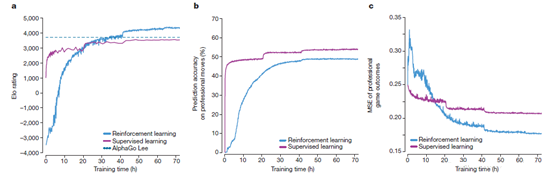 a
b
c
5,000
4,000
3,000
2,000
1,000
0
–1,000
–2,000
–3,000
–4,000
Elo rating
0 10 20 30 40 50 60 70
Training time (h)
Reinforcement learning
Supervised learning
AlphaGo Lee
70
60
50
40
30
20
10
0
Prediction accuracy
on professional moves (%)
0 10 20 30 40 50 60 70
Training time (h)
Reinforcement learning
Supervised learning
0.35
0.30
0.25
0.20
0.15
MSE of professional
game outcomes
0 10 20 30 40 50 60 70
Training time (h)
Reinforcement learning
Supervised learning